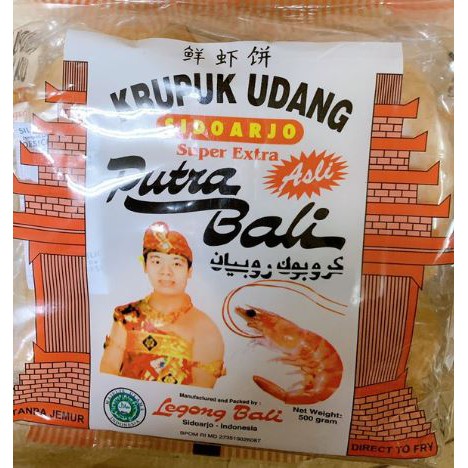 鲜虾饼
KRUPUK UDANG
SIDOARJO
Super Extra
Asli
Putra
Bali
كروبوك روبيان
Manufactured and Packed by :
Legong Bali
Sidoarjo - Indonesia
Net Weight:
500 gram
TANPA JEMUR
DIRECT TO FRY